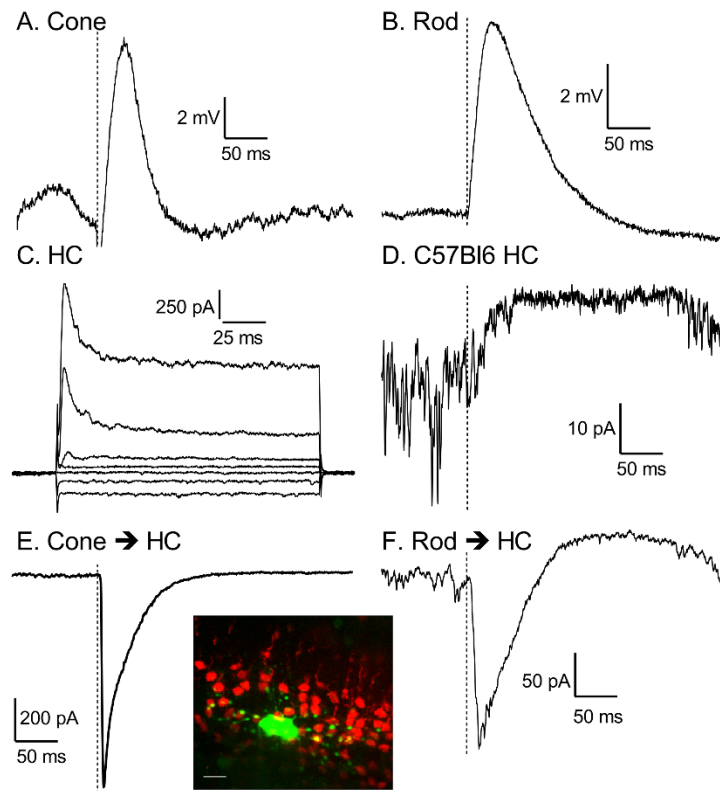 A. Cone
B. Rod
2 mV
50 ms
2 mV
50 ms
C. HC
D. C57Bl6 HC
250 pA
25 ms
10 pA
50 ms
E. Cone ➔ HC
F. Rod ➔ HC
200 pA
50 ms
50 pA
50 ms